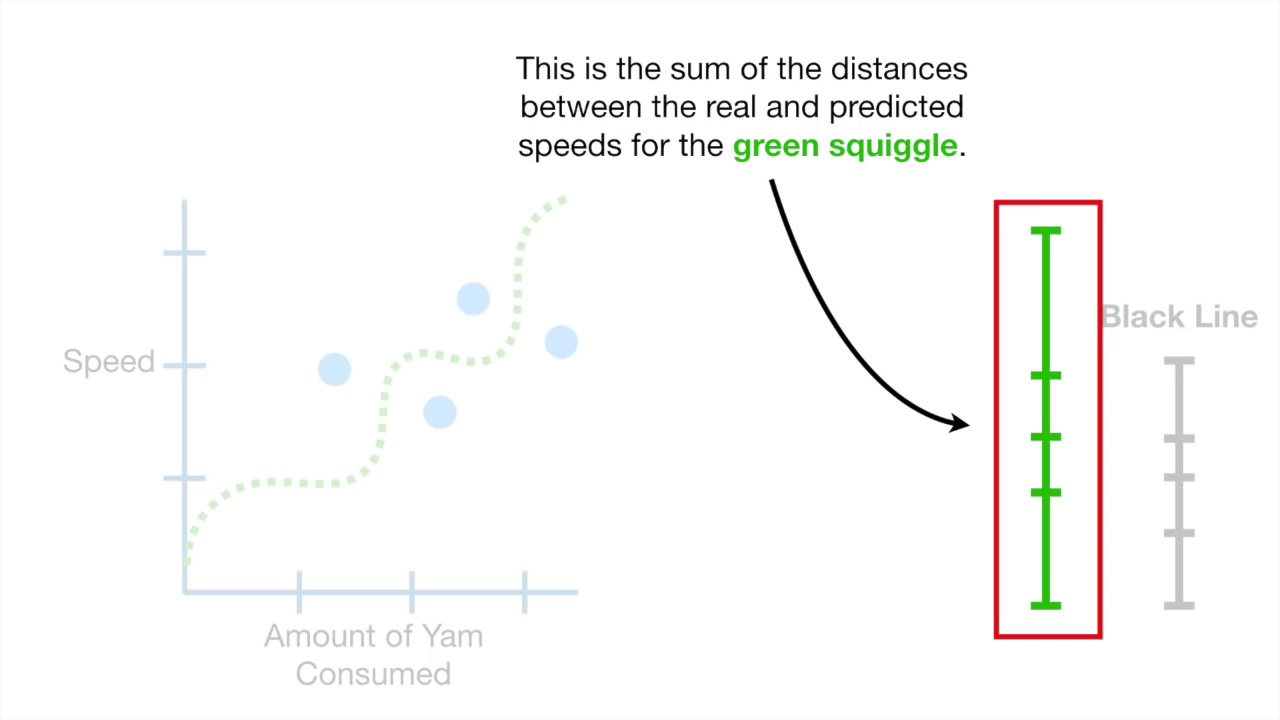 This is the sum of the distances
between the real and predicted
speeds for the green squiggle.
Black Line
Speed
Amount of Yam
Consumed